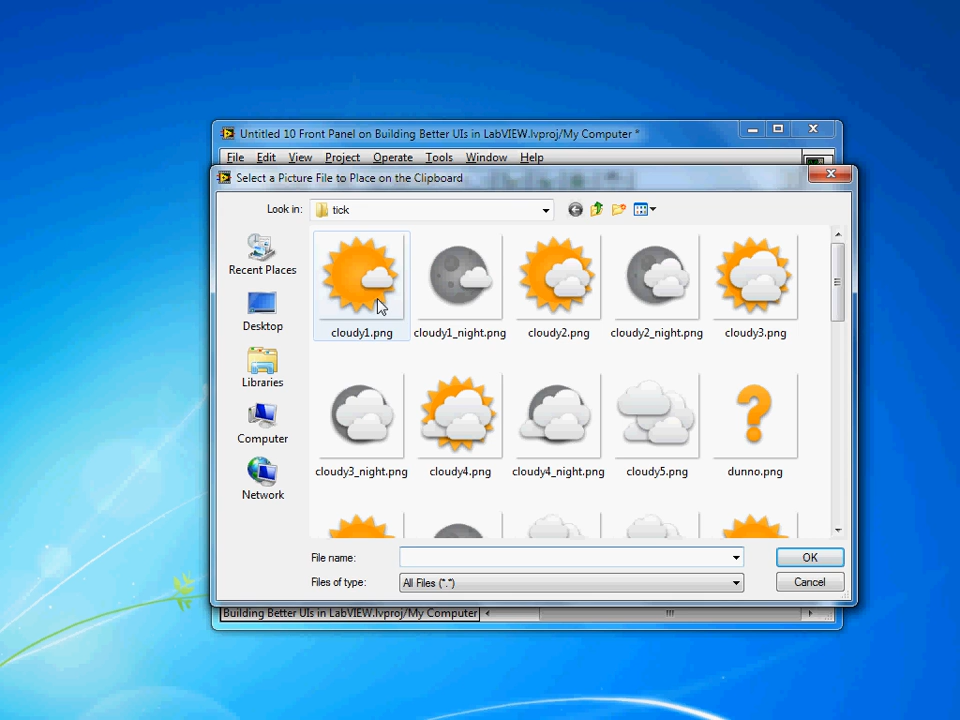 Untitled 10 Front Panel on Building Better UIs in LabVIEW.lvproj/My Computer *
File Edit View Project Operate Tools Window Help
Select a Picture File to Place on the Clipboard
Look in: tick
Recent Places
Desktop
Libraries
Computer
Network
cloudy1.png cloudy1_night.png cloudy2.png cloudy2_night.png cloudy3.png
cloudy3_night.png cloudy4.png cloudy4_night.png cloudy5.png dunno.png
File name: OK
Files of type: All Files (*.*) Cancel
Building Better UIs in LabVIEW.lvproj/My Computer